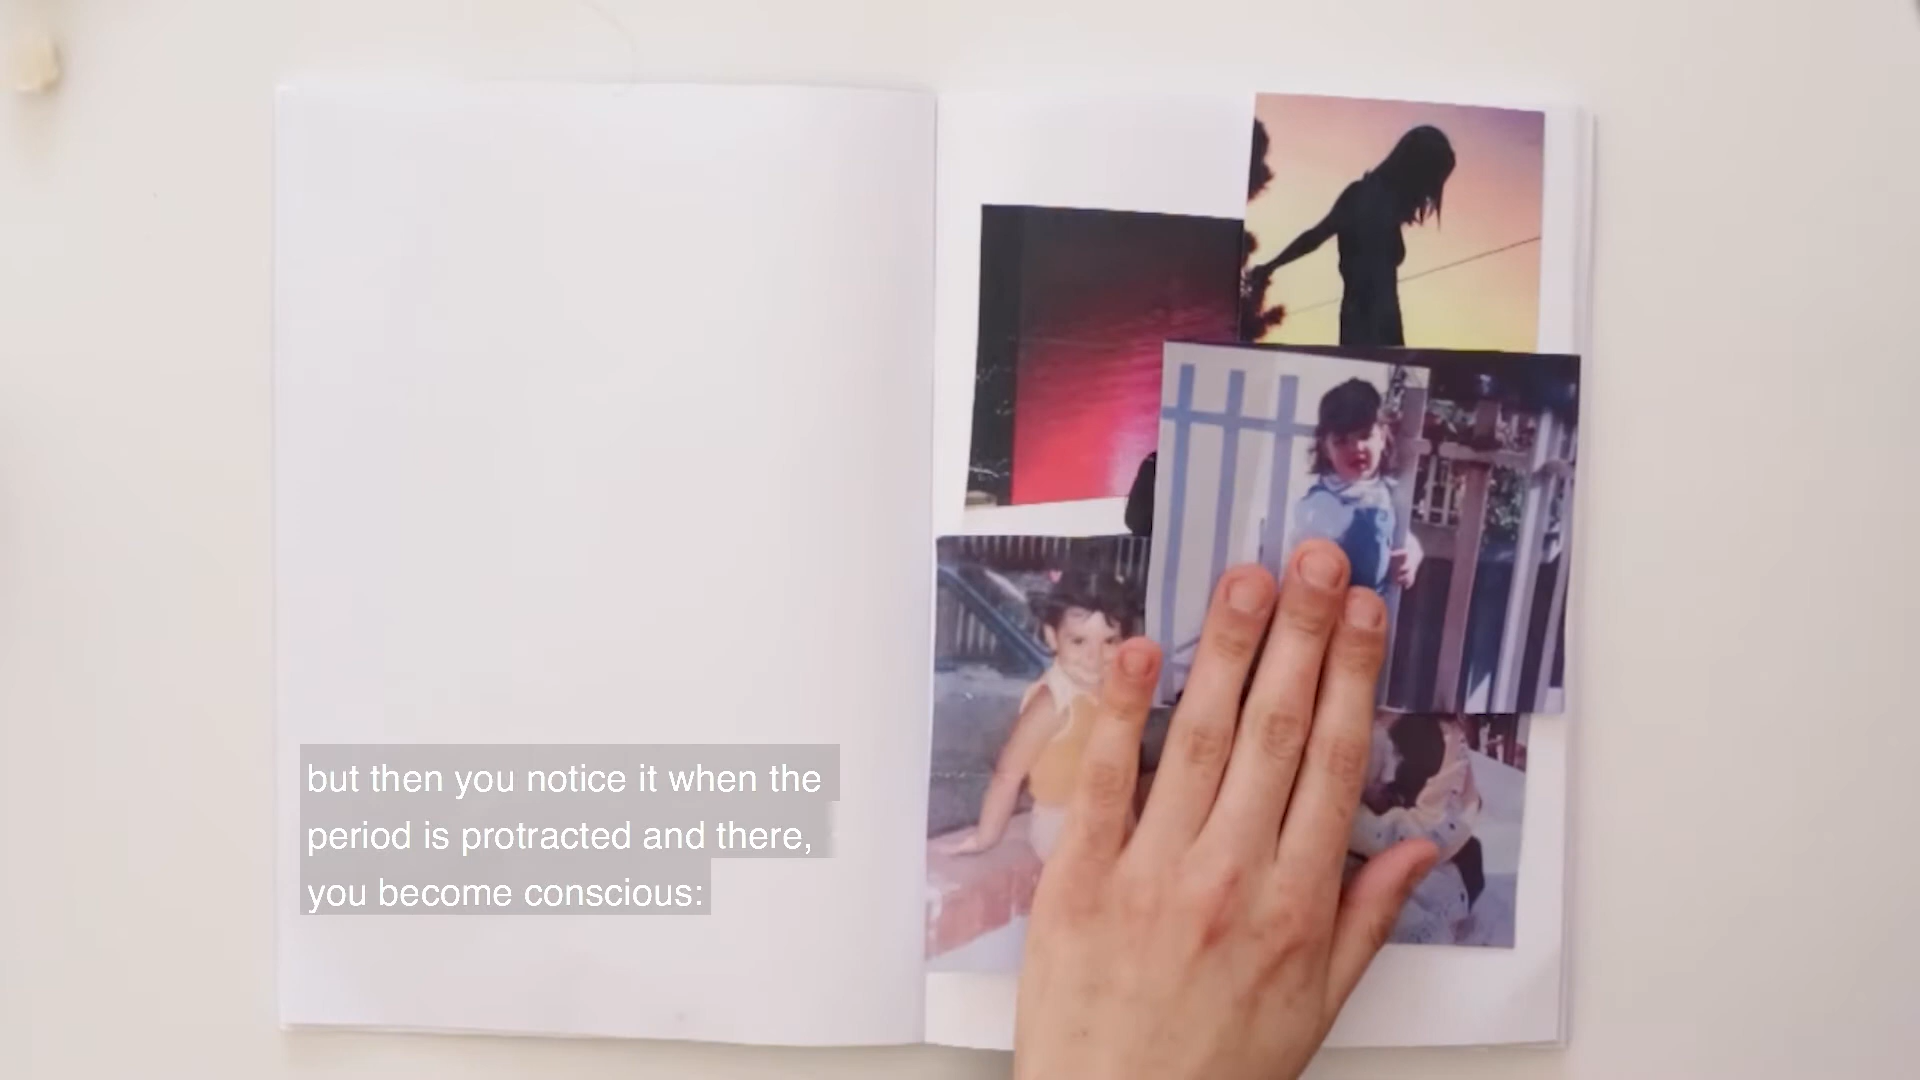 but then you notice it when the
period is protracted and there,
you become conscious: